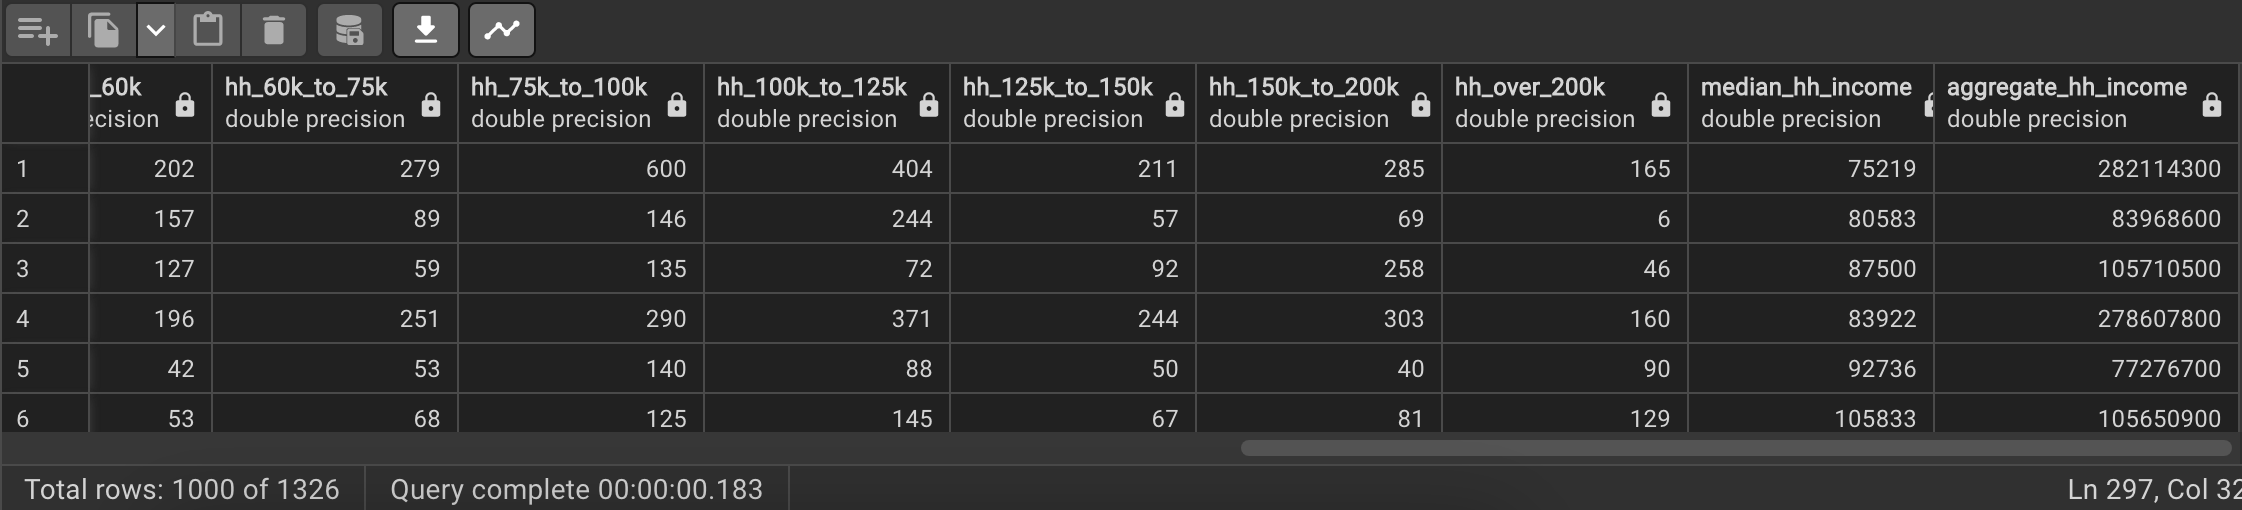 _60k hh_60k_to_75k hh_75k_to_100k hh_100k_to_125k hh_125k_to_150k hh_150k_to_200k hh_over_200k median_hh_income aggregate_hh_income
ecision double precision double precision double precision double precision double precision double precision double precision double precision
1 202 279 600 404 211 285 165 75219 282114300
2 157 89 146 244 57 69 6 80583 83968600
3 127 59 135 72 92 258 46 87500 105710500
4 196 251 290 371 244 303 160 83922 278607800
5 42 53 140 88 50 40 90 92736 77276700
6 53 68 125 145 67 81 129 105833 105650900
Total rows: 1000 of 1326 Query complete 00:00:00.183 Ln 297, Col 32